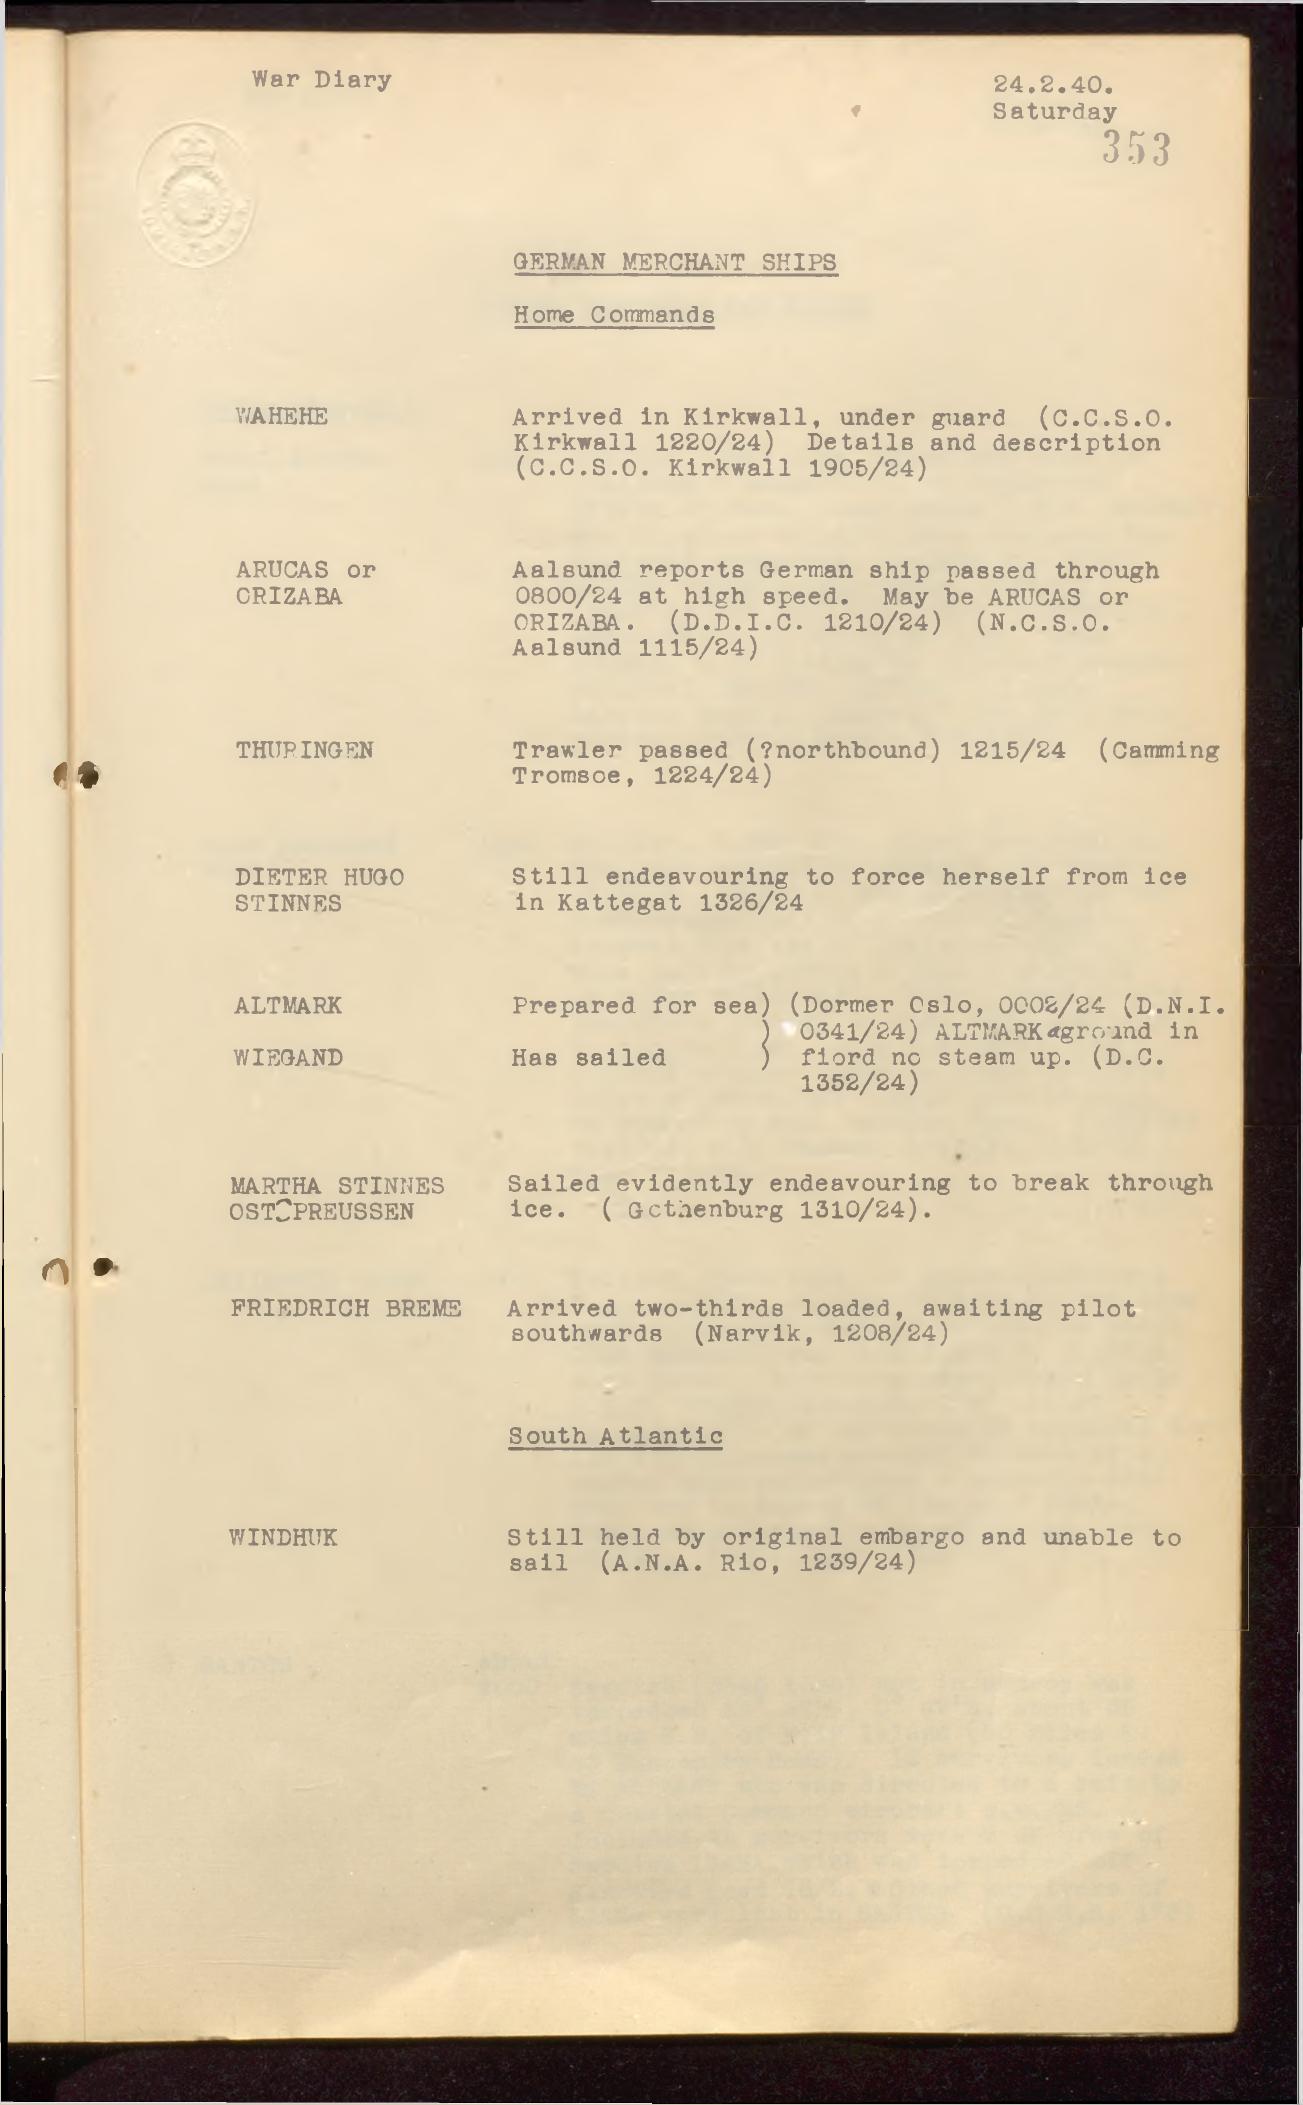 War Diary
24.2.40.
Saturday
353
GERMAN MERCHANT SHIPS
Home Commands
WAHEHE Arrived in Kirkwall, under guard (C.C.S.O.
Kirkwall 1220/24) Details and description
(C.C.S.O. Kirkwall 1905/24)
ARUCAS or Aalsund reports German ship passed through
ORIZABA 0800/24 at high speed. May be ARUCAS or
ORIZABA. (D.D.I.C. 1210/24) (N.C.S.O.
Aalsund 1115/24)
THURINGEN Trawler passed (?northbound) 1215/24 (Camming
Tromsoe, 1224/24)
DIETER HUGO Still endeavouring to force herself from ice
STINNES in Kattegat 1326/24
ALTMARK Prepared for sea) (Dormer Oslo, 0002/24 (D.N.I.
) 0341/24) ALTMARK aground in
WIEGAND Has sailed ) fiord no steam up. (D.C.
1352/24)
MARTHA STINNES Sailed evidently endeavouring to break through
OST PREUSSEN ice. ( Gothenburg 1310/24).
FRIEDRICH BREME Arrived two-thirds loaded, awaiting pilot
southwards (Narvik, 1208/24)
South Atlantic
WINDHUK Still held by original embargo and unable to
sail (A.N.A. Rio, 1239/24)